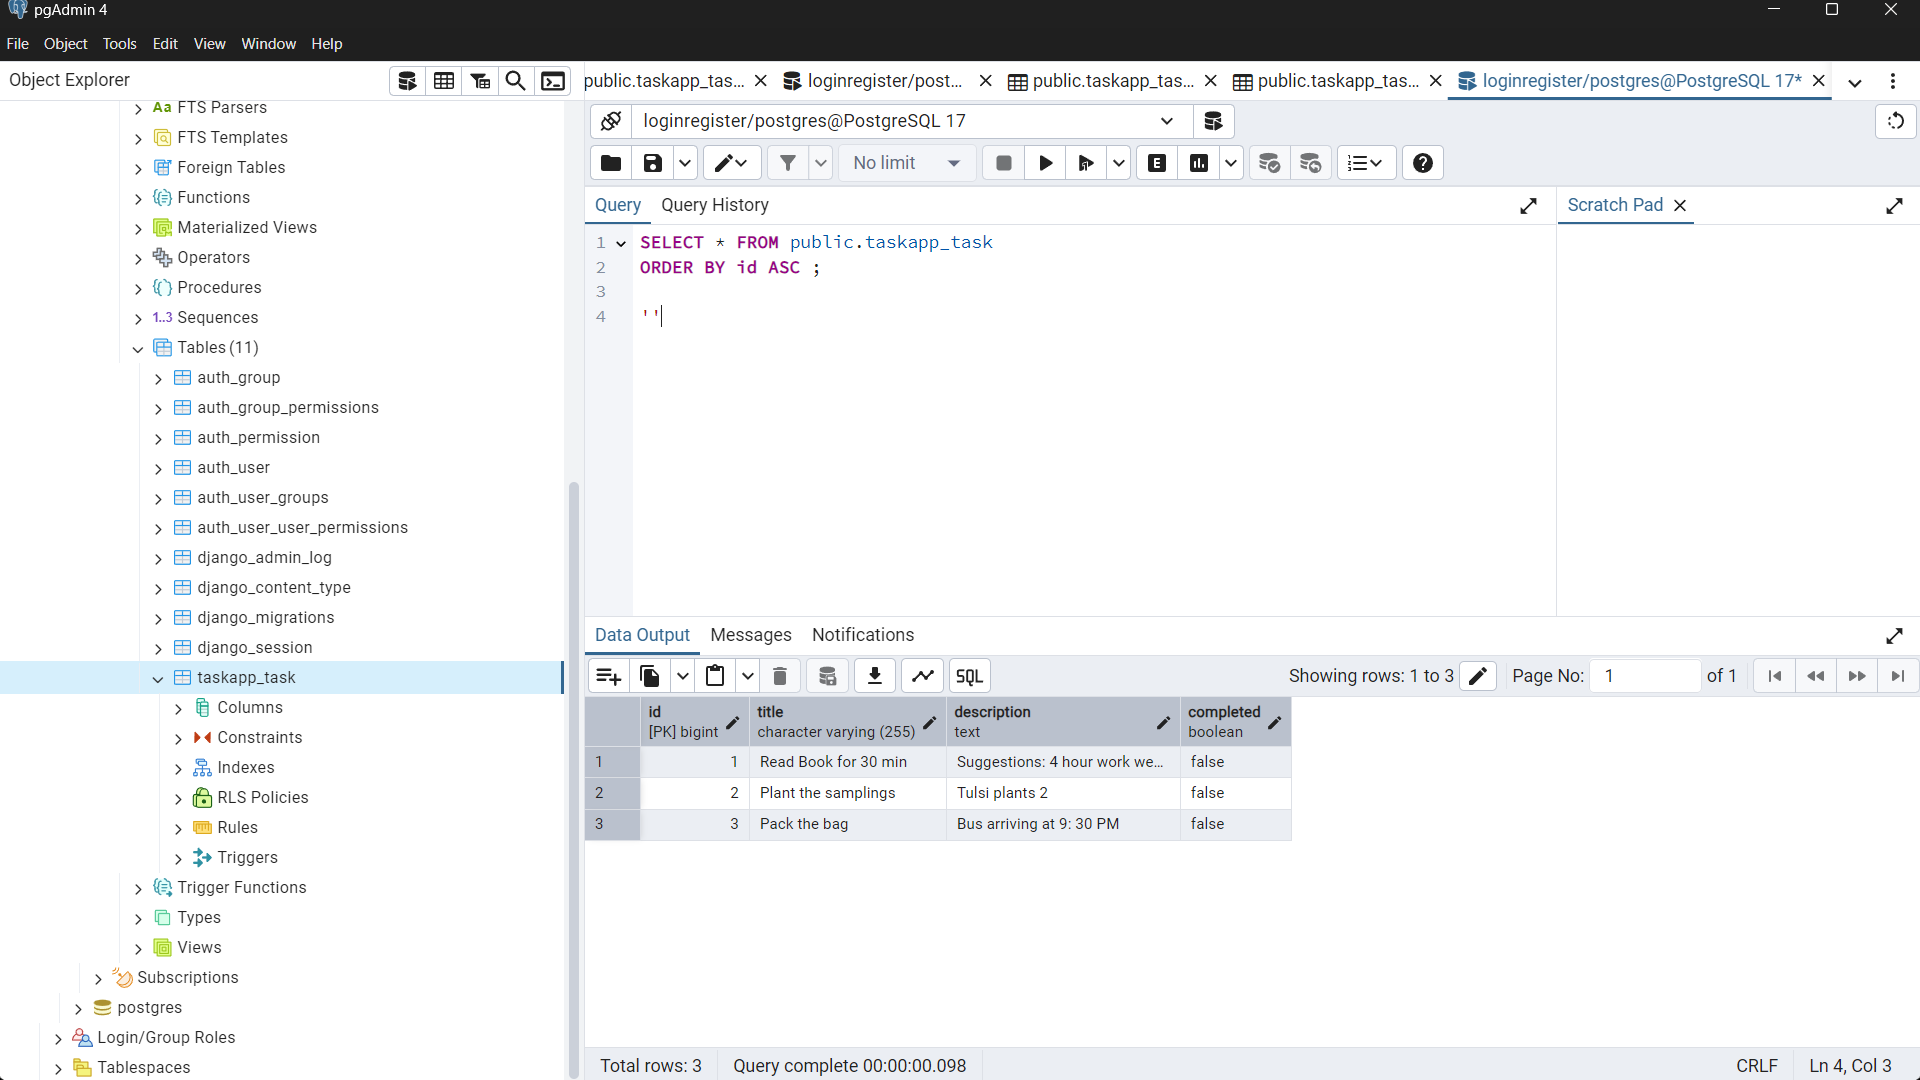 pgAdmin 4
File Object Tools Edit View Window Help
Object Explorer
public.taskapp_tas... loginregister/post... public.taskapp_tas... public.taskapp_tas... loginregister/postgres@PostgreSQL 17*
Aa FTS Parsers
FTS Templates
Foreign Tables
Functions
Materialized Views
Operators
Procedures
1..3 Sequences
Tables (11)
auth_group
auth_group_permissions
auth_permission
auth_user
auth_user_groups
auth_user_user_permissions
django_admin_log
django_content_type
django_migrations
django_session
taskapp_task
Columns
Constraints
Indexes
RLS Policies
Rules
Triggers
Trigger Functions
Types
Views
Subscriptions
postgres
Login/Group Roles
Tablespaces
loginregister/postgres@PostgreSQL 17
No limit E
Query Query History
Scratch Pad
1 SELECT * FROM public.taskapp_task
2 ORDER BY id ASC ;
3
4 ''
Data Output Messages Notifications
SQL Showing rows: 1 to 3 Page No: 1 of 1
id title description completed
[PK] bigint character varying (255) text boolean
1 1 Read Book for 30 min Suggestions: 4 hour work we... false
2 2 Plant the samplings Tulsi plants 2 false
3 3 Pack the bag Bus arriving at 9: 30 PM false
Total rows: 3 Query complete 00:00:00.098 CRLF Ln 4, Col 3